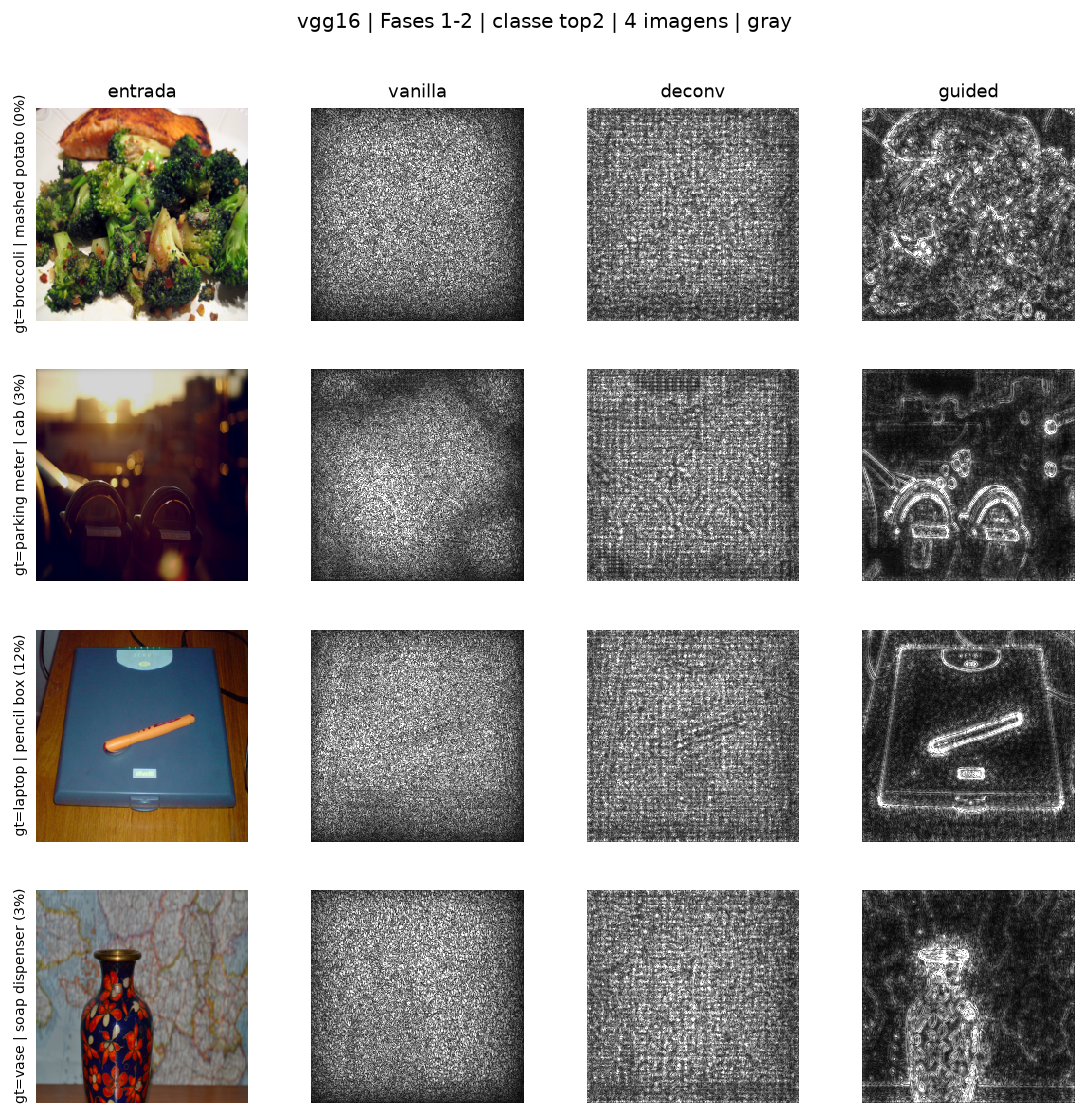 vgg16 | Fases 1-2 | classe top2 | 4 imagens | gray
entrada
vanilla
deconv
guided
gt=broccoli | mashed potato (0%)
gt=parking meter | cab (3%)
gt=laptop | pencil box (12%)
gt=vase | soap dispenser (3%)